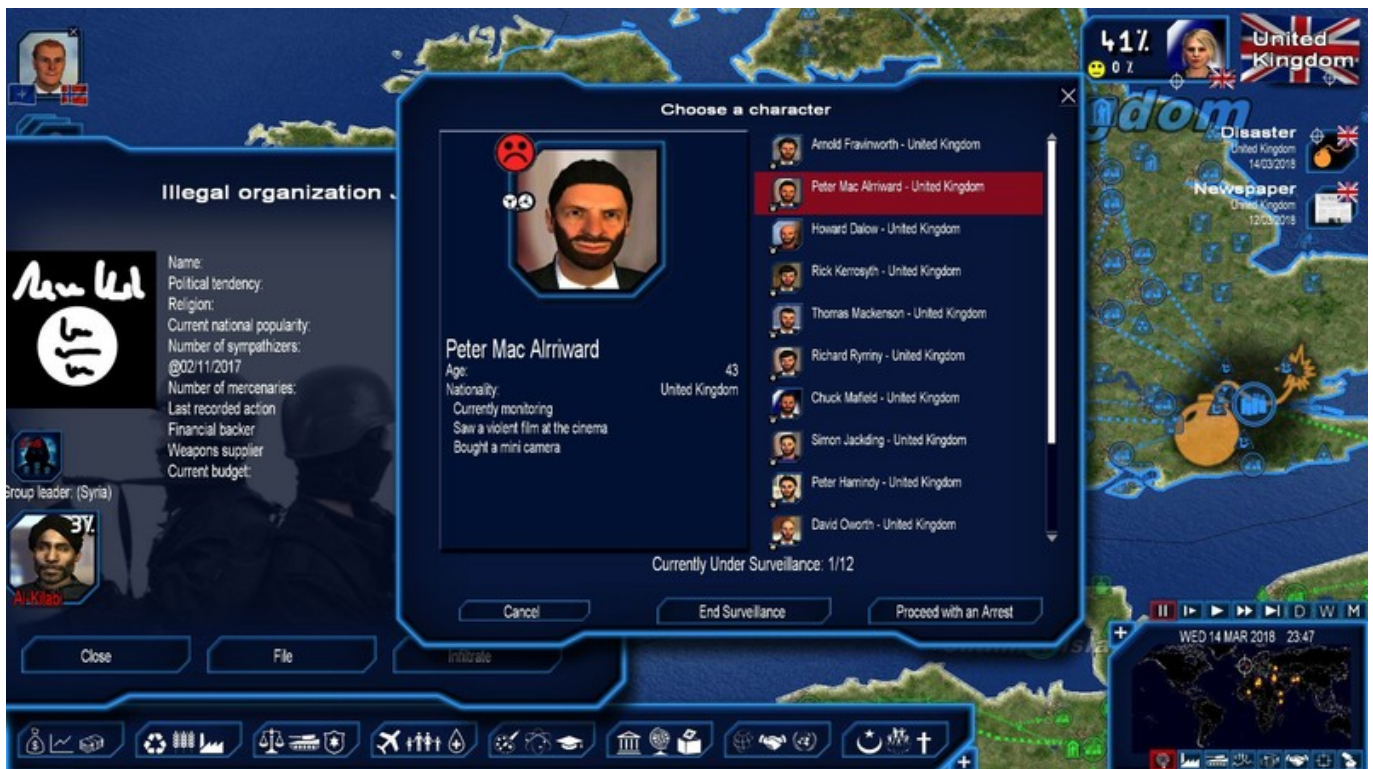 41%
0 %
United
Kingdom
Choose a character
Disaster
United Kingdom
14/03/2018
Newspaper
United Kingdom
12/03/2018
Illegal organization
Name:
Political tendency:
Religion:
Current national popularity:
Number of sympathizers:
@02/11/2017
Number of mercenaries:
Last recorded action
Financial backer
Weapons supplier
Current budget:
Group leader; (Syria)
3%
Al-Kilabi
Close
File
Infiltrate
Peter Mac Alrriward
Age: 43
Nationality: United Kingdom
Currently monitoring
Saw a violent film at the cinema
Bought a mini camera
Arnold Fravinworth - United Kingdom
Peter Mac Alrriward - United Kingdom
Howard Dalow - United Kingdom
Rick Kerrosyth - United Kingdom
Thomas Mackenson - United Kingdom
Richard Rymniny - United Kingdom
Chuck Mafield - United Kingdom
Simon Jackding - United Kingdom
Peter Hamindy - United Kingdom
David Oworth - United Kingdom
Currently Under Surveillance: 1/12
Cancel
End Surveillance
Proceed with an Arrest
D W M
WED 14 MAR 2018 23:47